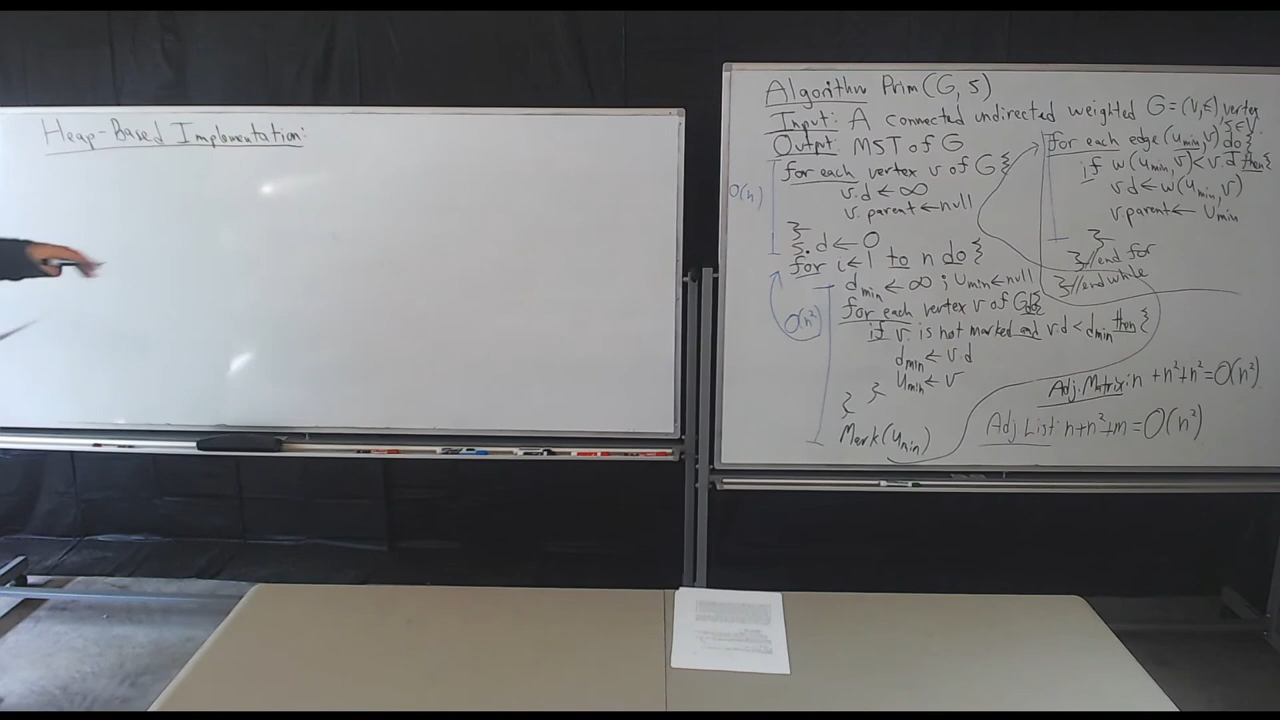 Heap-Based Implementation:
Algorithm Prim(G, s)
Input: A connected undirected weighted G=(V,E), vertex s∈V
Output: MST of G
for each vertex v of G {
v.d ← ∞
v.parent ← null
}
O(n)
s.d ← 0
for i ← 1 to n do {
d_min ← ∞ ; u_min ← null
for each vertex v of G do {
if v is not marked and v.d < d_min then {
d_min ← v.d
u_min ← v
}
}
O(n²)
Mark(u_min)
for each edge (u_min, v) do {
if w(u_min, v) < v.d then {
v.d ← w(u_min, v)
v.parent ← u_min
}
} //end for
} //end while
Adj. Matrix: n + n² + n² = O(n²)
Adj List: n + n² + m = O(n²)